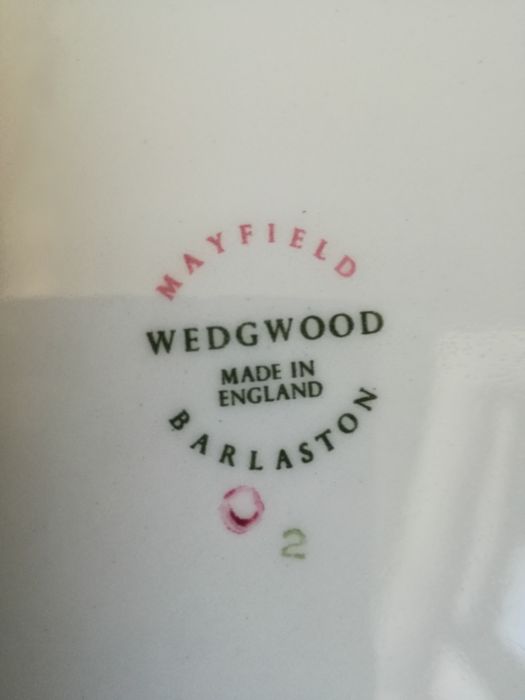 MAYFIELD
WEDGWOOD
MADE IN
ENGLAND
BARLASTON
2